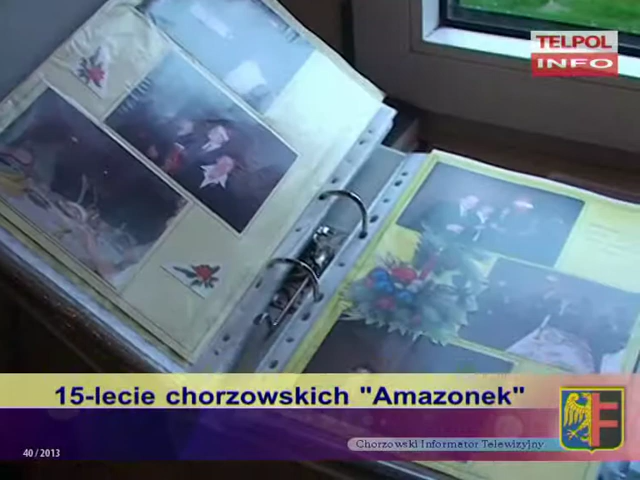 TELPOL
INFO
15-lecie chorzowskich "Amazonek"
Chorzowski Informator Telewizyjny
40/2013